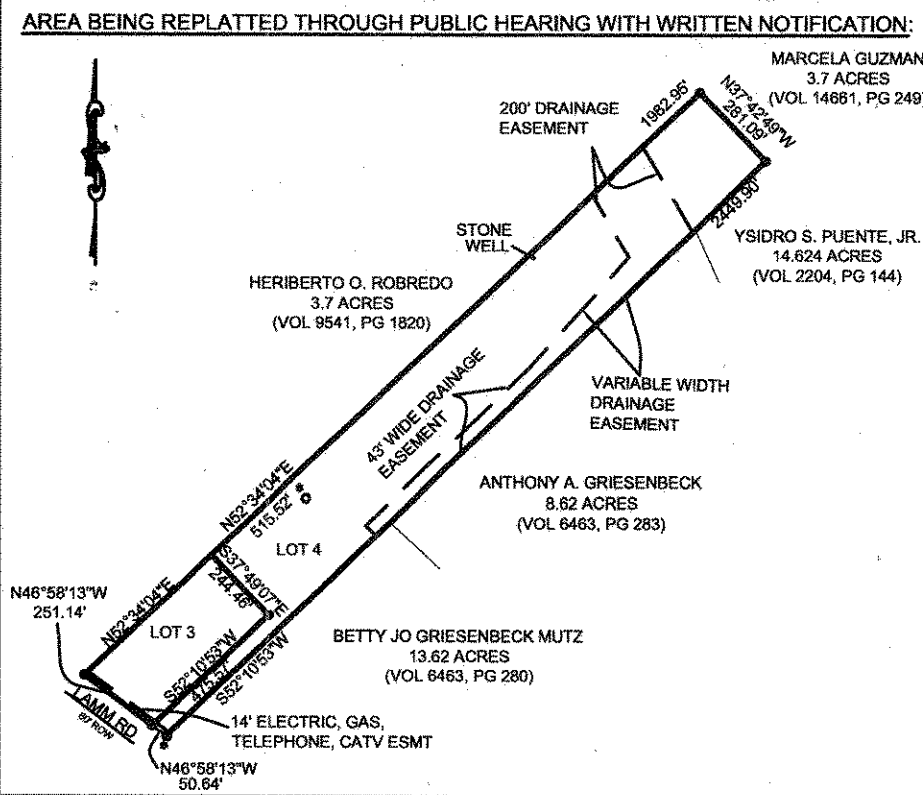 AREA BEING REPLATTED THROUGH PUBLIC HEARING WITH WRITTEN NOTIFICATION:
MARCELA GUZMAN
3.7 ACRES
(VOL 14661, PG 249)
N37°42'49"W
281.09'
1982.95'
200' DRAINAGE
EASEMENT
2449.90'
YSIDRO S. PUENTE, JR.
14.624 ACRES
(VOL 2204, PG 144)
STONE
WELL
HERIBERTO O. ROBREDO
3.7 ACRES
(VOL 9541, PG 1820)
VARIABLE WIDTH
DRAINAGE
EASEMENT
43' WIDE DRAINAGE
EASEMENT
ANTHONY A. GRIESENBECK
8.62 ACRES
(VOL 6463, PG 283)
N52°34'04"E
515.52'
LOT 4
S37°49'07"E
244.46'
N46°58'13"W
251.14'
N52°34'04"E
LOT 3
S52°10'53"W
475.57'
S52°10'53"W
BETTY JO GRIESENBECK MUTZ
13.62 ACRES
(VOL 6463, PG 280)
LAMM RD
ROW
14' ELECTRIC, GAS,
TELEPHONE, CATV ESMT
N46°58'13"W
50.64'